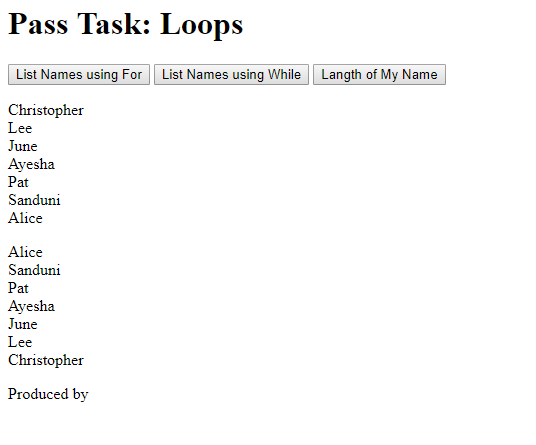 Pass Task: Loops
List Names using For List Names using While Langth of My Name
Christopher
Lee
June
Ayesha
Pat
Sanduni
Alice
Alice
Sanduni
Pat
Ayesha
June
Lee
Christopher
Produced by